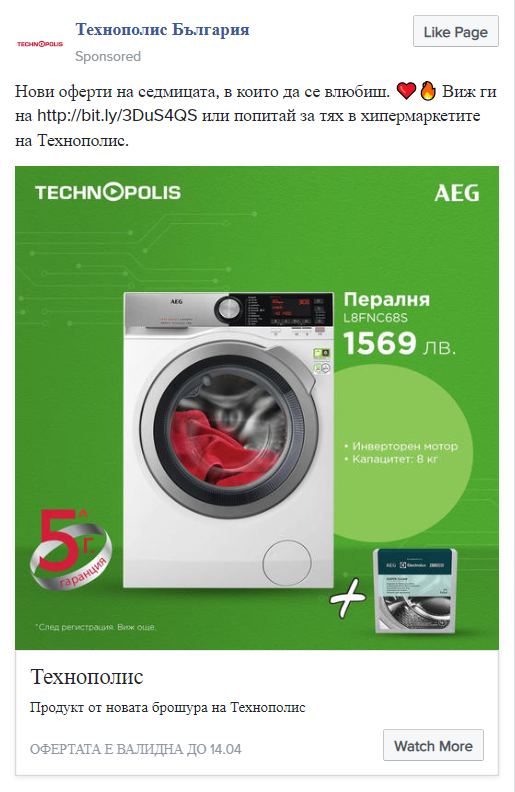 Технополис България
Like Page
TECHNOPOLIS
Sponsored
Нови оферти на седмицата, в които да се влюбиш. ❤️🔥 Виж ги
на http://bit.ly/3DuS4QS или попитай за тях в хипермаркетите
на Технополис.
TECHNOPOLIS
AEG
AEG
Пералня
L8FNC68S
1569 ЛВ.
• Инверторен мотор
• Капацитет: 8 кг
5 Г.
гаранция
AEG
Electrolux
+
*След регистрация. Виж още.
Технополис
Продукт от новата брошура на Технополис
ОФЕРТАТА Е ВАЛИДНА ДО 14.04
Watch More